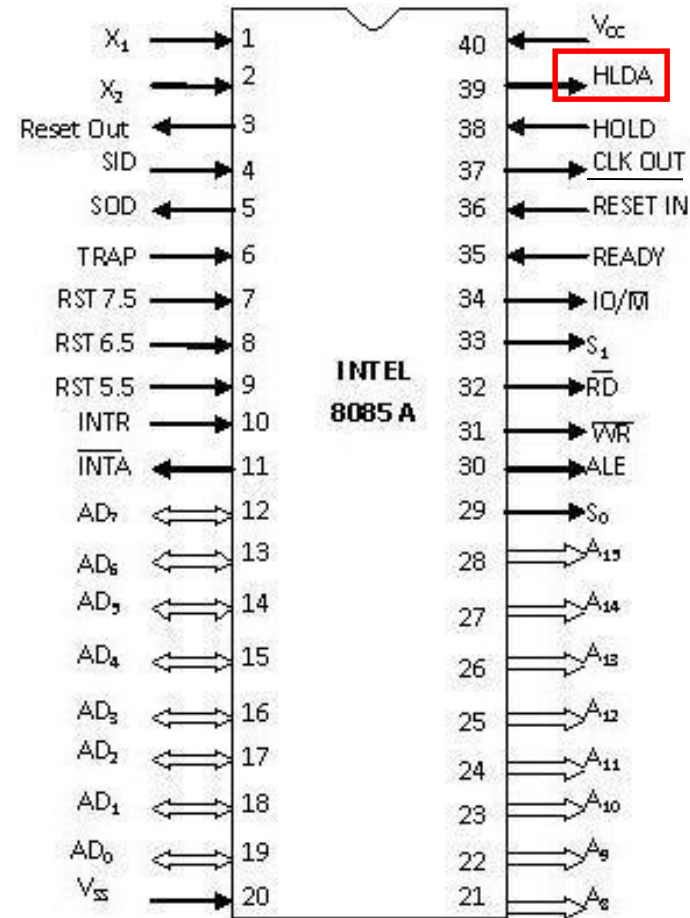 X₁ 1 40 Vcc
X₂ 2 39 HLDA
Reset Out 3 38 HOLD
SID 4 37 CLK OUT
SOD 5 36 RESET IN
TRAP 6 35 READY
RST 7.5 7 34 IO/M̅
RST 6.5 8 33 S₁
RST 5.5 9 32 R̅D̅
INTR 10 31 W̅R̅
I̅N̅T̅A̅ 11 30 ALE
INTEL
8085 A
AD₇ 12 29 S₀
AD₆ 13 28 A₁₅
AD₅ 14 27 A₁₄
AD₄ 15 26 A₁₃
AD₃ 16 25 A₁₂
AD₂ 17 24 A₁₁
AD₁ 18 23 A₁₀
AD₀ 19 22 A₉
Vss 20 21 A₈